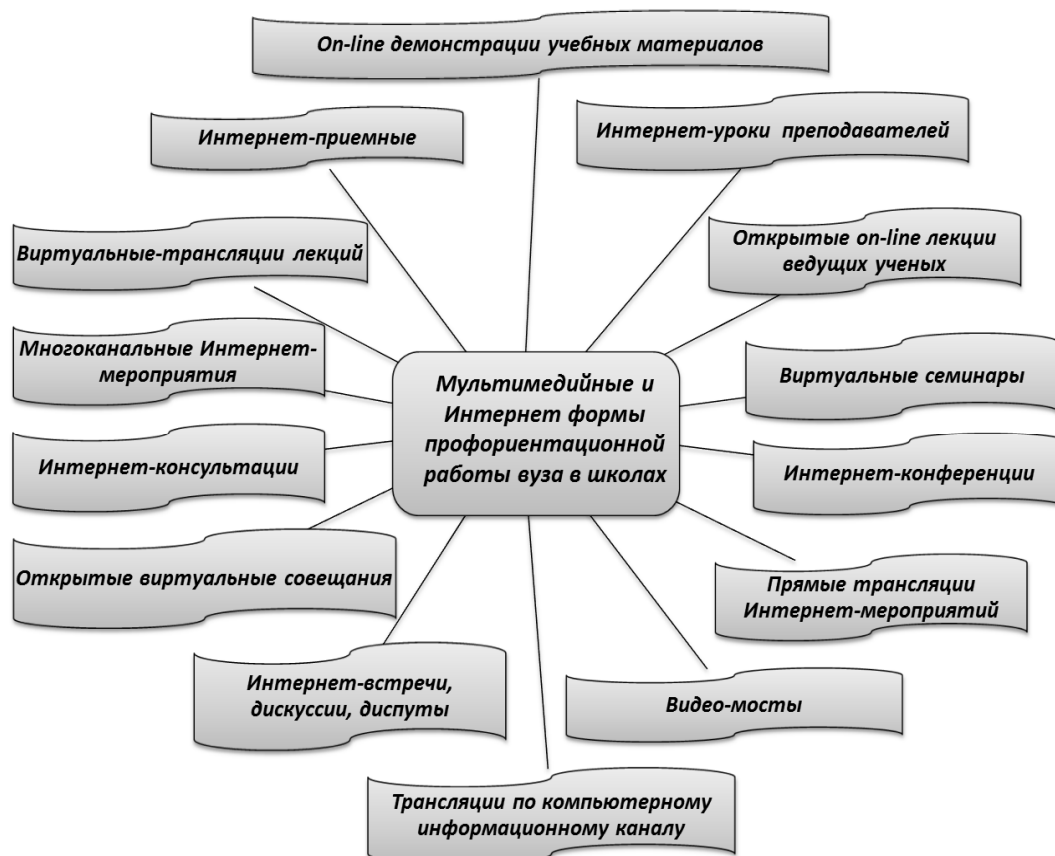 On-line демонстрации учебных материалов
Интернет-приемные
Интернет-уроки преподавателей
Виртуальные-трансляции лекций
Открытые on-line лекции
ведущих ученых
Многоканальные Интернет-
мероприятия
Мультимедийные и
Интернет формы
профориентационной
работы вуза в школах
Виртуальные семинары
Интернет-консультации
Интернет-конференции
Открытые виртуальные совещания
Прямые трансляции
Интернет-мероприятий
Интернет-встречи,
дискуссии, диспуты
Видео-мосты
Трансляции по компьютерному
информационному каналу